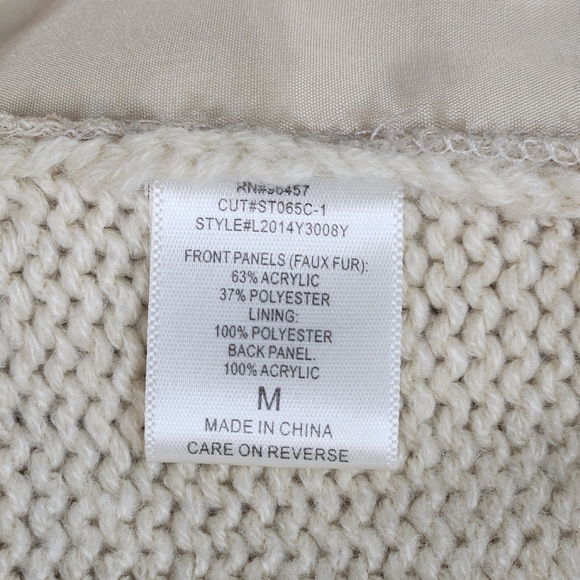 RN#96457
CUT#ST065C-1
STYLE#L2014Y3008Y
FRONT PANELS (FAUX FUR):
63% ACRYLIC
37% POLYESTER
LINING:
100% POLYESTER
BACK PANEL.
100% ACRYLIC
M
MADE IN CHINA
CARE ON REVERSE